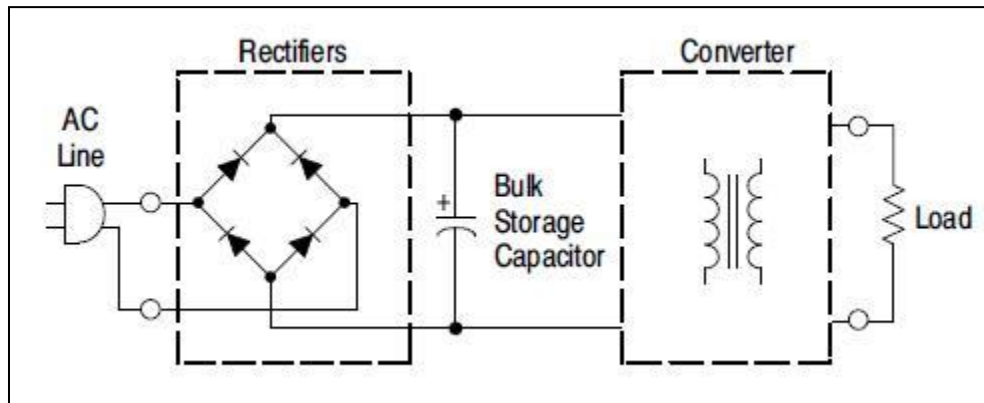 Rectifiers
Converter
AC
Line
+
Bulk
Storage
Capacitor
Load